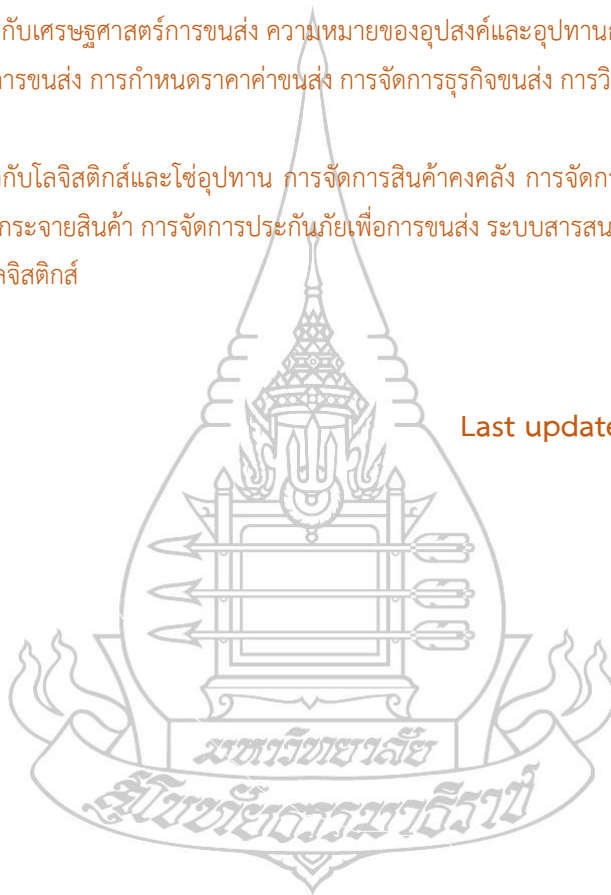 กับเศรษฐศาสตร์การขนส่ง ความหมายของอุปสงค์และอุปทาน
การขนส่ง การกำหนดราคาค่าขนส่ง การจัดการธุรกิจขนส่ง การวิ
กับโลจิสติกส์และโซ่อุปทาน การจัดการสินค้าคงคลัง การจัดกา
กระจายสินค้า การจัดการประกันภัยเพื่อการขนส่ง ระบบสารสน
ลจิสติกส์
Last update
มหาวิทยาลัย
สุโขทัยธรรมาธิราช